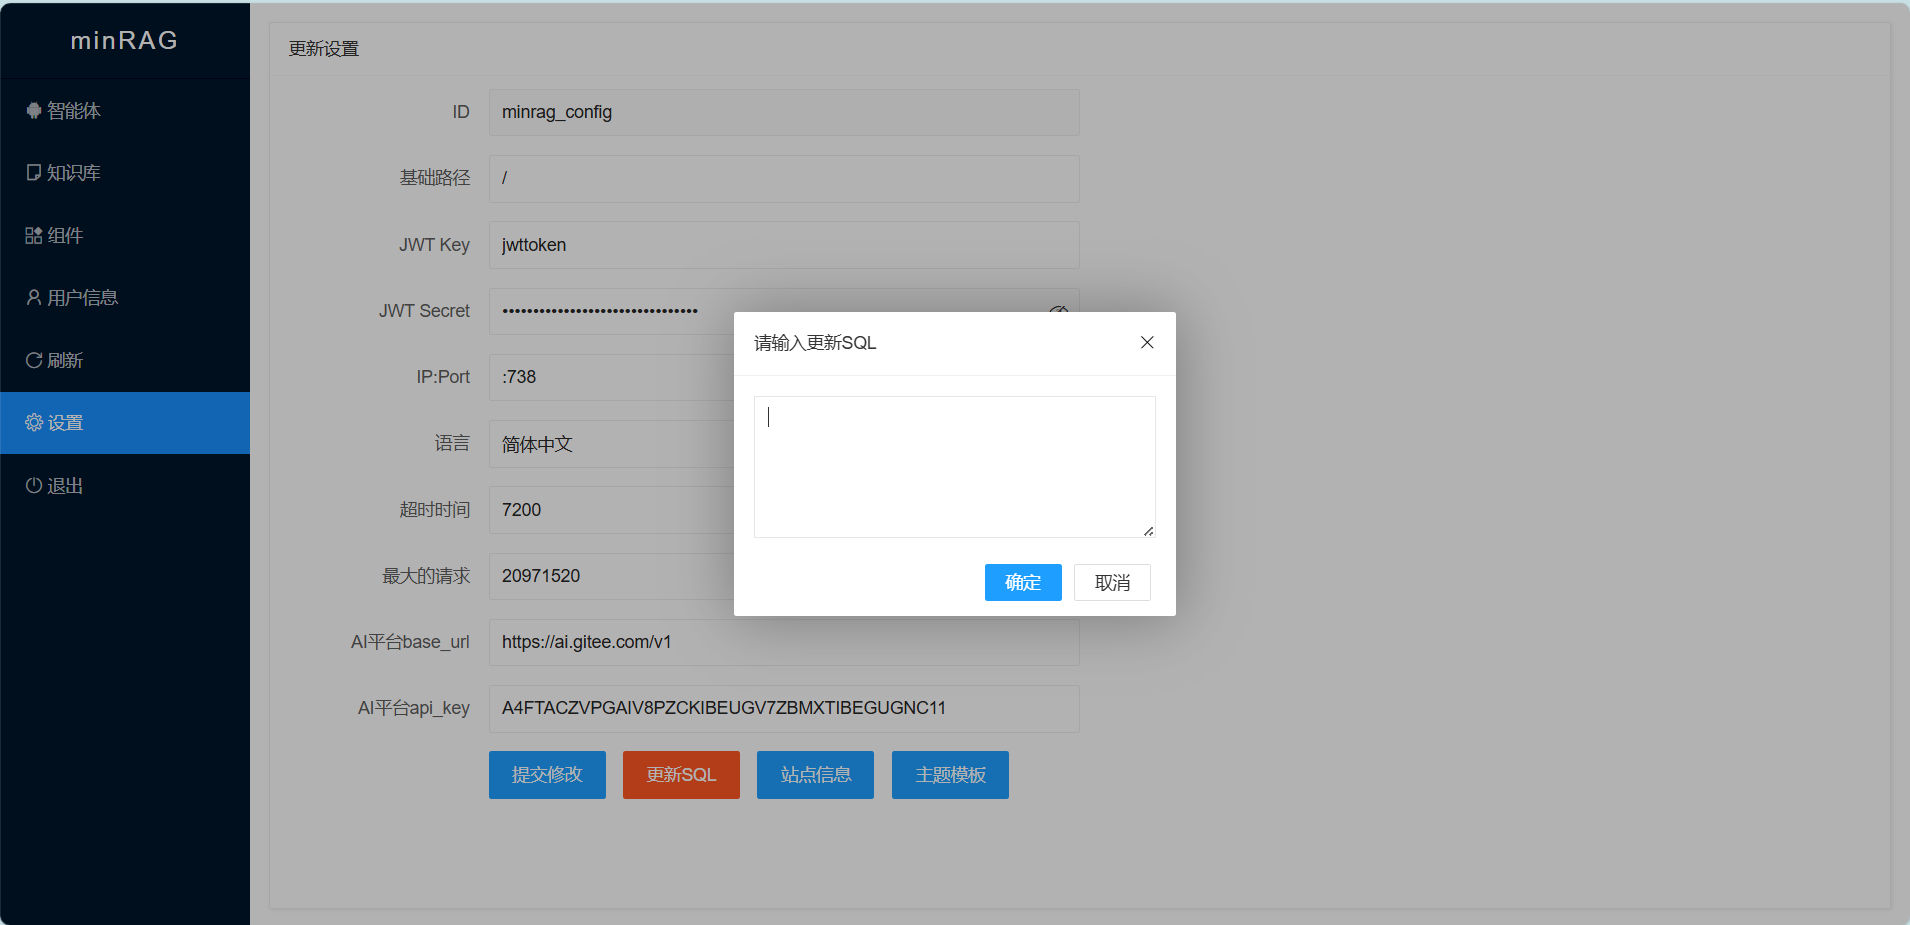 minRAG
智能体
知识库
组件
用户信息
刷新
设置
退出
更新设置
ID minrag_config
基础路径 /
JWT Key jwttoken
JWT Secret ••••••••••••••••••••••••••••••••
IP:Port :738
语言 简体中文
超时时间 7200
最大的请求 20971520
AI平台base_url https://ai.gitee.com/v1
AI平台api_key A4FTACZVPGAIV8PZCKIBEUGV7ZBMXTIBEGUGNC11
提交修改 更新SQL 站点信息 主题模板
请输入更新SQL
确定 取消